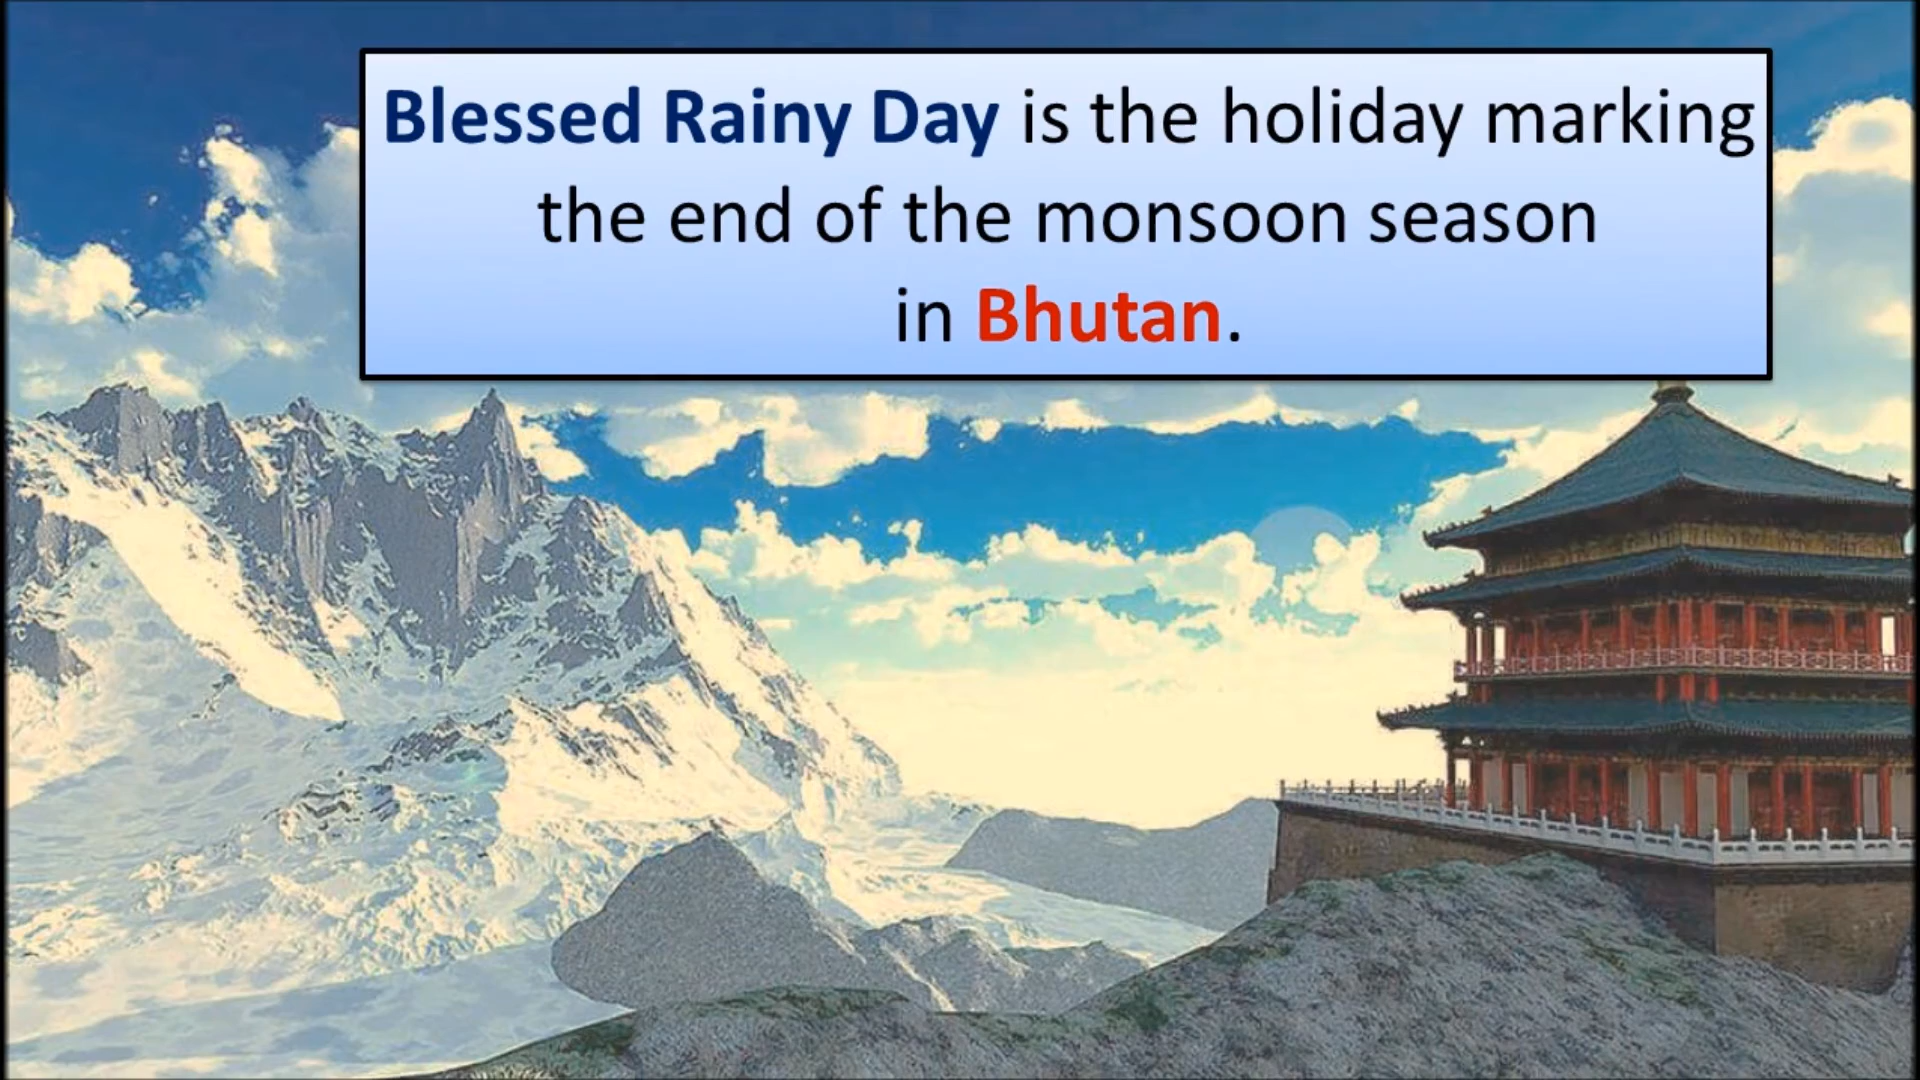 Blessed Rainy Day is the holiday marking
the end of the monsoon season
in Bhutan.